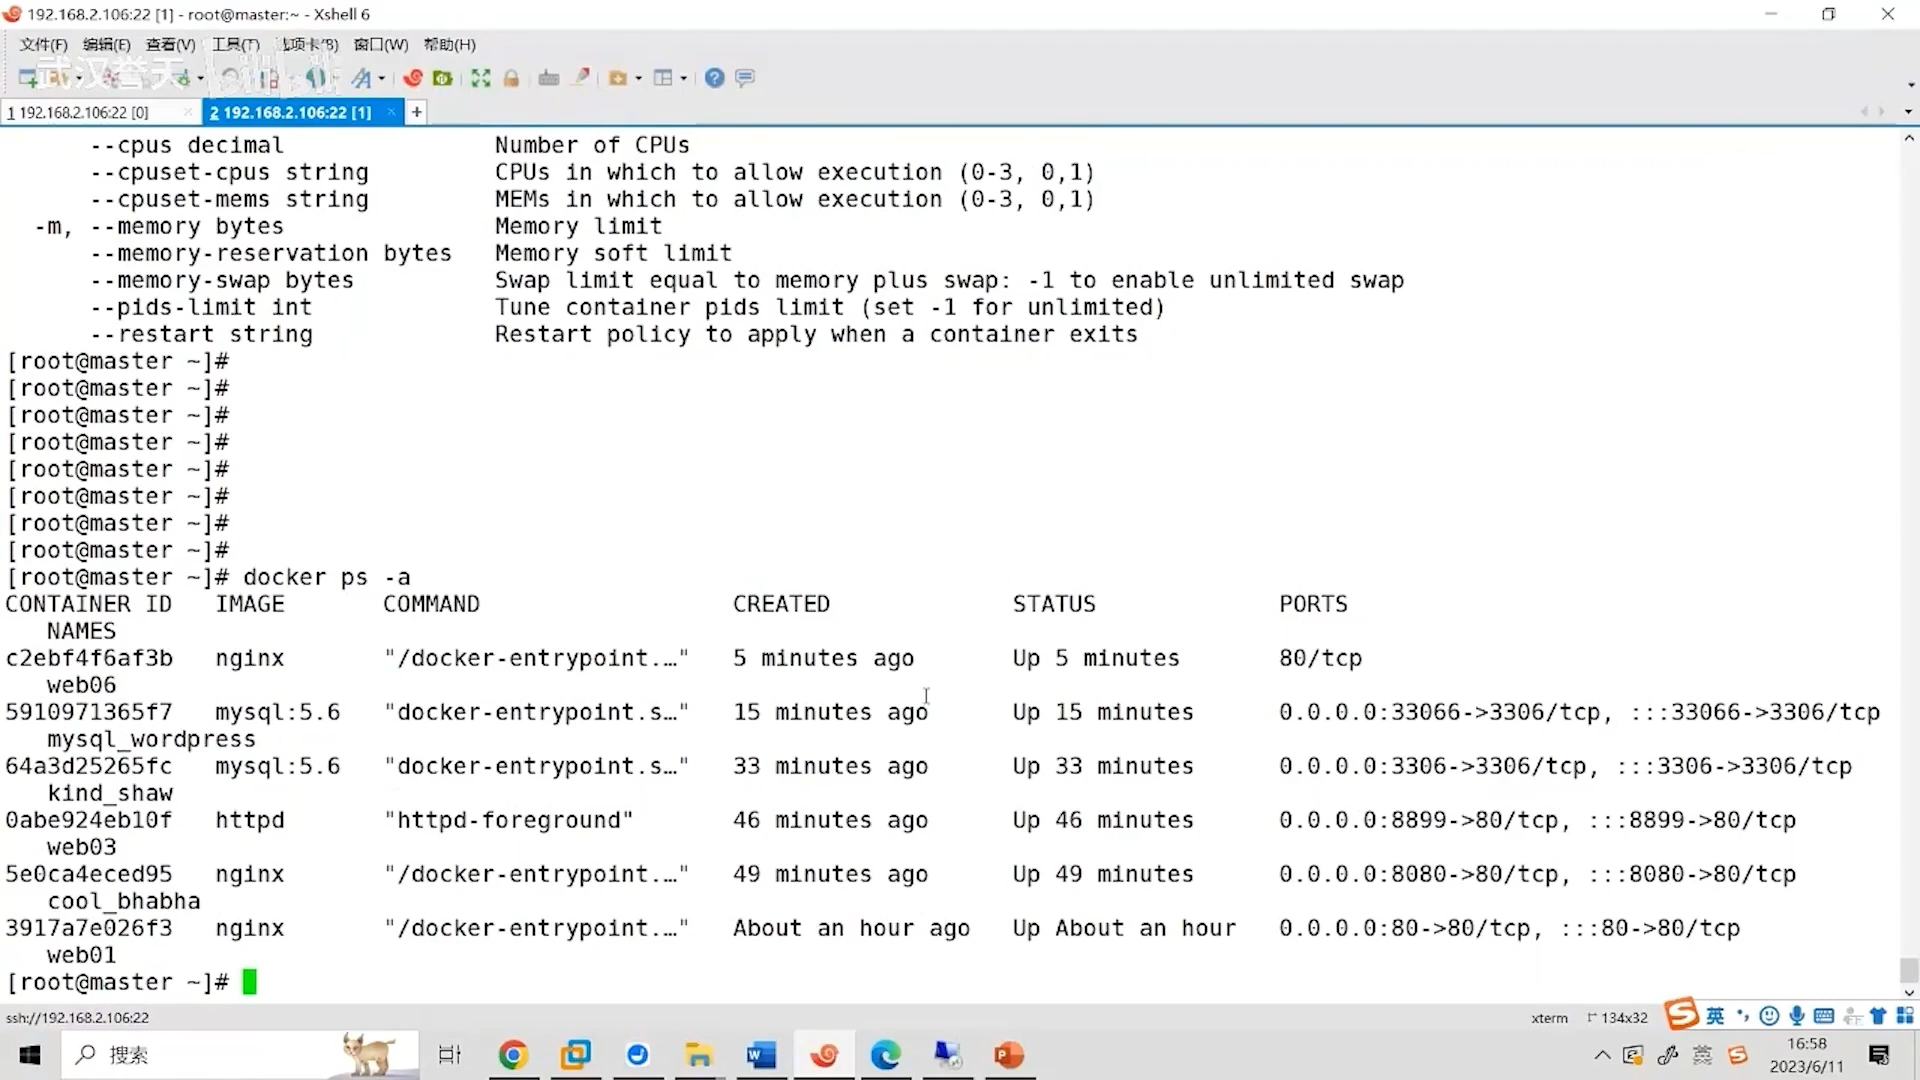 192.168.2.106:22 [1] - root@master:~ - Xshell 6
文件(F) 编辑(E) 查看(V) 工具(T) 选项卡(B) 窗口(W) 帮助(H)
武汉誉天 bilibili
1 192.168.2.106:22 [0] 2 192.168.2.106:22 [1] +
--cpus decimal Number of CPUs
--cpuset-cpus string CPUs in which to allow execution (0-3, 0,1)
--cpuset-mems string MEMs in which to allow execution (0-3, 0,1)
-m, --memory bytes Memory limit
--memory-reservation bytes Memory soft limit
--memory-swap bytes Swap limit equal to memory plus swap: -1 to enable unlimited swap
--pids-limit int Tune container pids limit (set -1 for unlimited)
--restart string Restart policy to apply when a container exits
[root@master ~]#
[root@master ~]#
[root@master ~]#
[root@master ~]#
[root@master ~]#
[root@master ~]#
[root@master ~]#
[root@master ~]#
[root@master ~]# docker ps -a
CONTAINER ID IMAGE COMMAND CREATED STATUS PORTS
NAMES
c2ebf4f6af3b nginx "/docker-entrypoint.…" 5 minutes ago Up 5 minutes 80/tcp
web06
5910971365f7 mysql:5.6 "docker-entrypoint.s…" 15 minutes ago Up 15 minutes 0.0.0.0:33066->3306/tcp, :::33066->3306/tcp
mysql_wordpress
64a3d25265fc mysql:5.6 "docker-entrypoint.s…" 33 minutes ago Up 33 minutes 0.0.0.0:3306->3306/tcp, :::3306->3306/tcp
kind_shaw
0abe924eb10f httpd "httpd-foreground" 46 minutes ago Up 46 minutes 0.0.0.0:8899->80/tcp, :::8899->80/tcp
web03
5e0ca4eced95 nginx "/docker-entrypoint.…" 49 minutes ago Up 49 minutes 0.0.0.0:8080->80/tcp, :::8080->80/tcp
cool_bhabha
3917a7e026f3 nginx "/docker-entrypoint.…" About an hour ago Up About an hour 0.0.0.0:80->80/tcp, :::80->80/tcp
web01
[root@master ~]#
ssh://192.168.2.106:22 xterm 134x32 英
搜索 16:58
2023/6/11